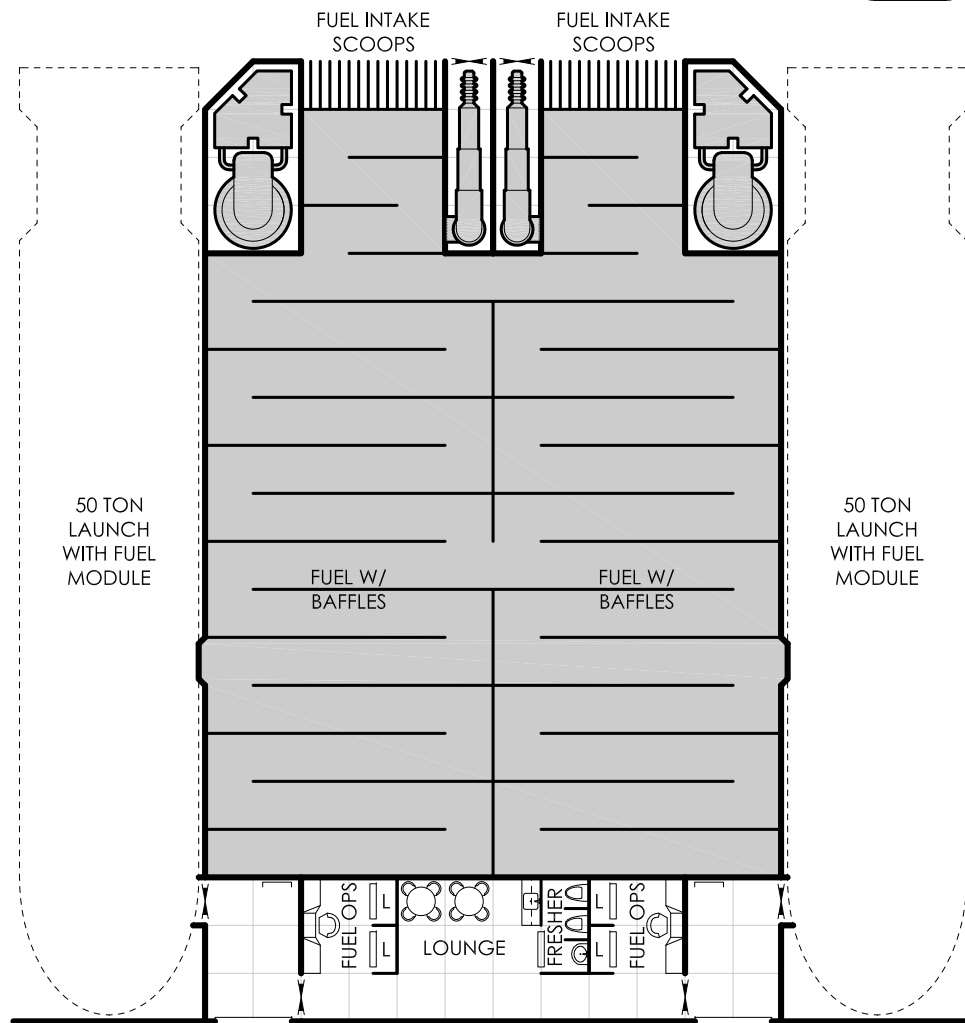 FUEL INTAKE
SCOOPS
FUEL INTAKE
SCOOPS
50 TON
LAUNCH
WITH FUEL
MODULE
50 TON
LAUNCH
WITH FUEL
MODULE
FUEL W/
BAFFLES
FUEL W/
BAFFLES
FUEL OPS
L
L
LOUNGE
FRESHER
L
L
FUEL OPS